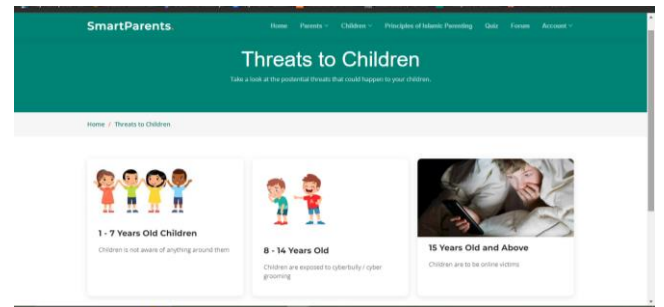 SmartParents.
Home Parents Children Principles of Islamic Parenting Quiz Forum Account
Threats to Children
Take a look at the postential threats that could happen to your children.
Home / Threats to Children
1 - 7 Years Old Children
Children is not aware of anything around them
8 - 14 Years Old
Children are exposed to cyberbully / cyber
grooming
15 Years Old and Above
Children are to be online victims